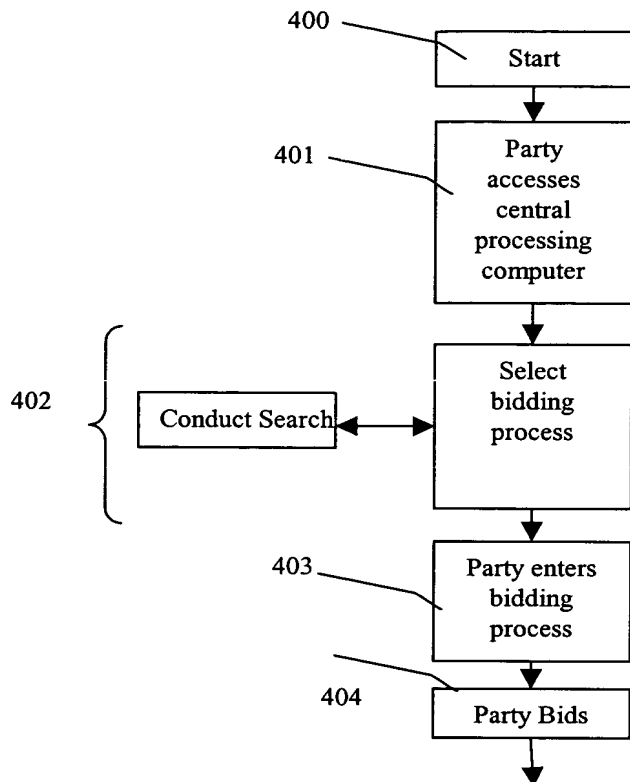 400
Start
401
Party
accesses
central
processing
computer
402
Conduct Search
Select
bidding
process
403
Party enters
bidding
process
404
Party Bids